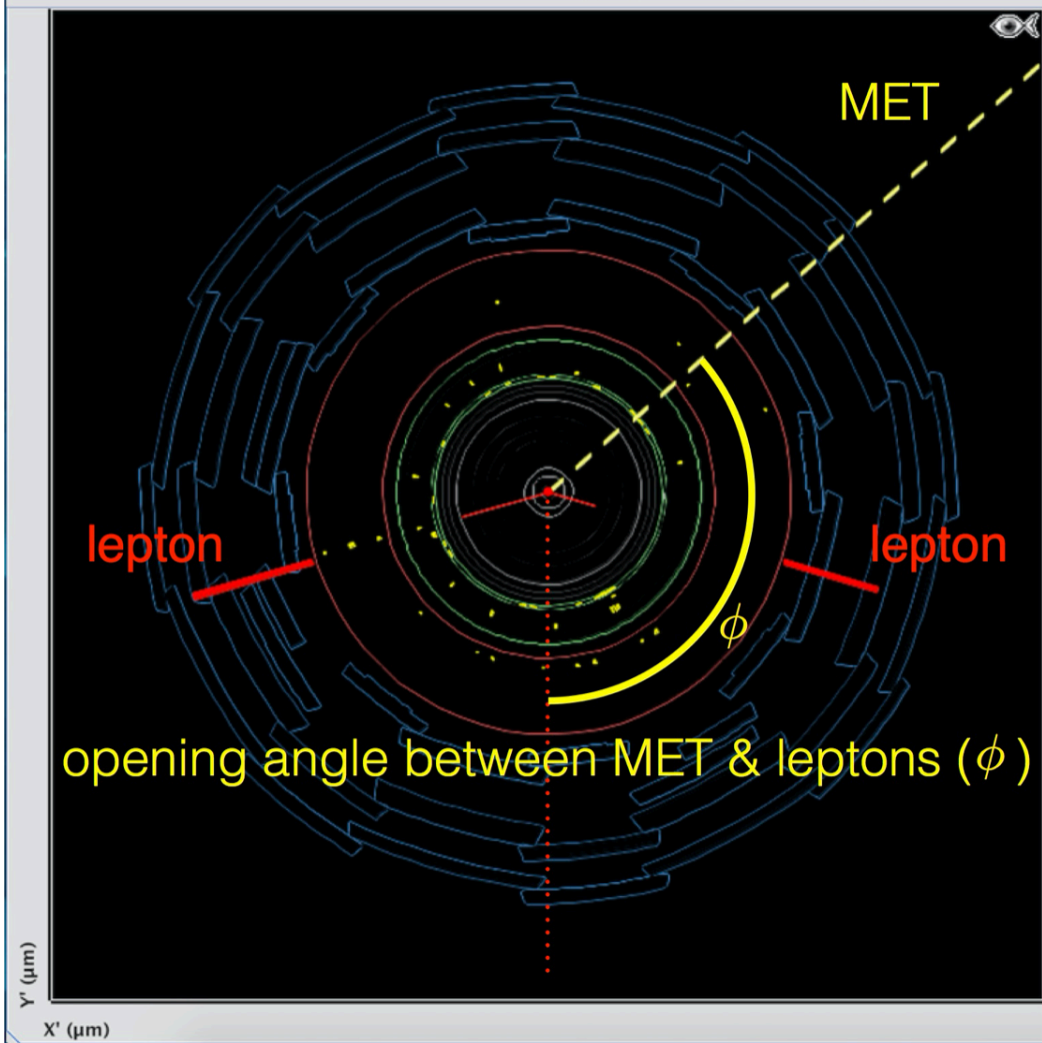 MET
lepton
lepton
ϕ
opening angle between MET & leptons (ϕ)
Y' (μm)
X' (μm)